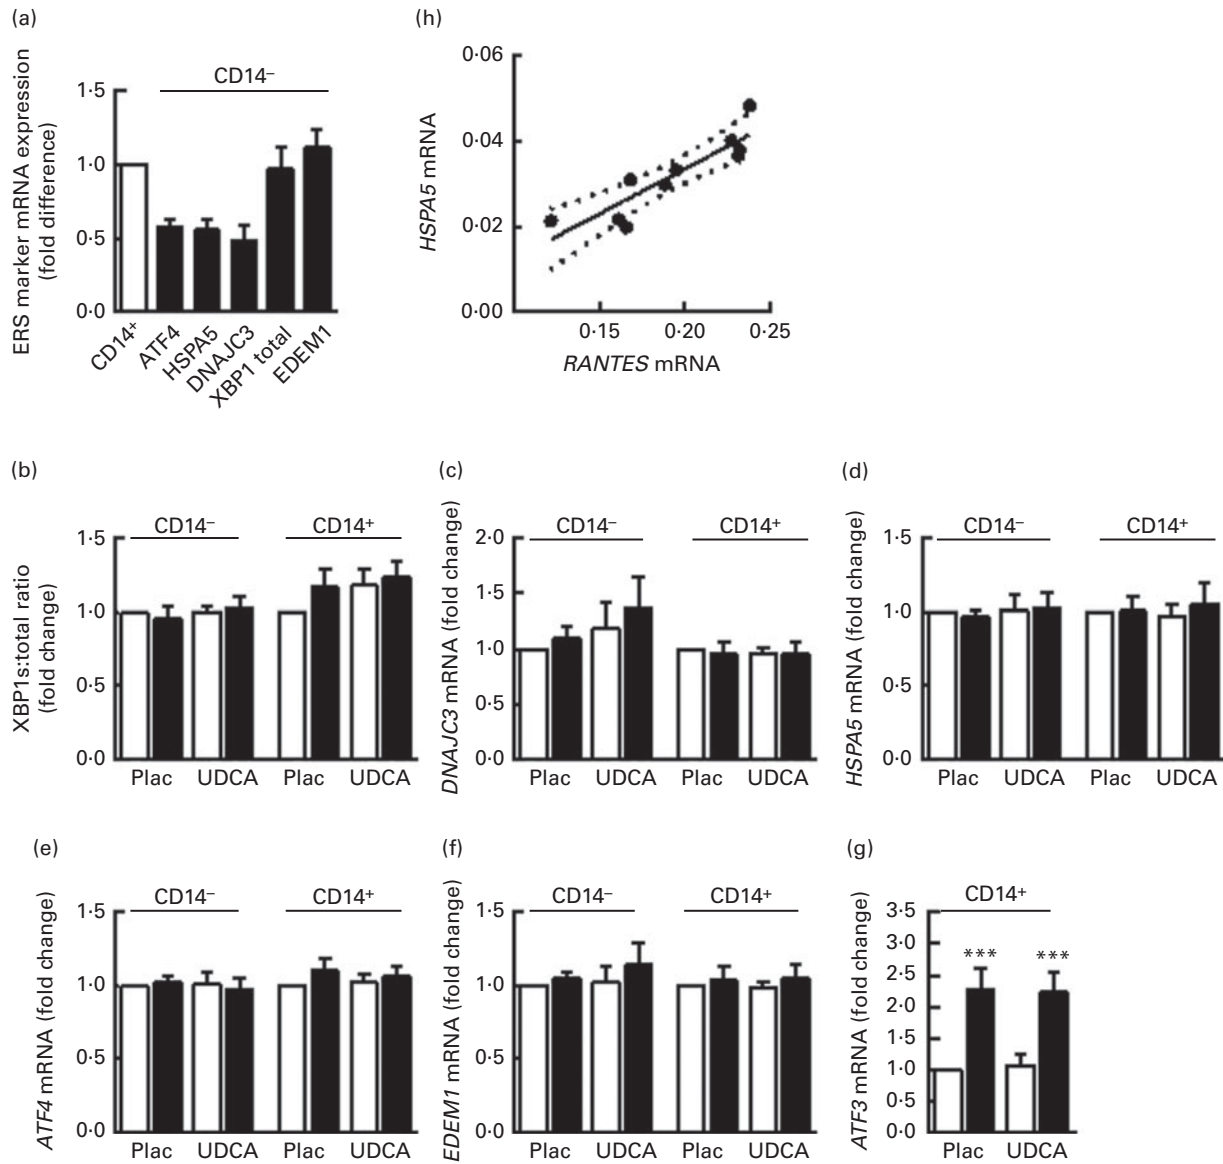 (a)
CD14–
ERS marker mRNA expression
(fold difference)
1·5
1·0
0·5
0·0
CD14+
ATF4
HSPA5
DNAJC3
XBP1 total
EDEM1
(h)
HSPA5 mRNA
0·06
0·04
0·02
0·00
0·15 0·20 0·25
RANTES mRNA
(b)
CD14– CD14+
XBP1s:total ratio
(fold change)
1·5
1·0
0·5
0·0
Plac UDCA Plac UDCA
(c)
CD14– CD14+
DNAJC3 mRNA (fold change)
2·0
1·5
1·0
0·5
0·0
Plac UDCA Plac UDCA
(d)
CD14– CD14+
HSPA5 mRNA (fold change)
1·5
1·0
0·5
0·0
Plac UDCA Plac UDCA
(e)
CD14– CD14+
ATF4 mRNA (fold change)
1·5
1·0
0·5
0·0
Plac UDCA Plac UDCA
(f)
CD14– CD14+
EDEM1 mRNA (fold change)
1·5
1·0
0·5
0·0
Plac UDCA Plac UDCA
(g)
CD14+
ATF3 mRNA (fold change)
3·5
3·0
2·5
2·0
1·5
1·0
0·5
0·0
*** ***
Plac UDCA